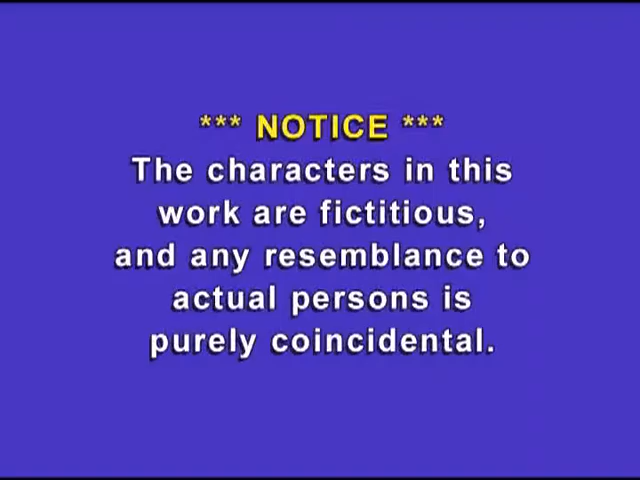 *** NOTICE ***
The characters in this
work are fictitious,
and any resemblance to
actual persons is
purely coincidental.